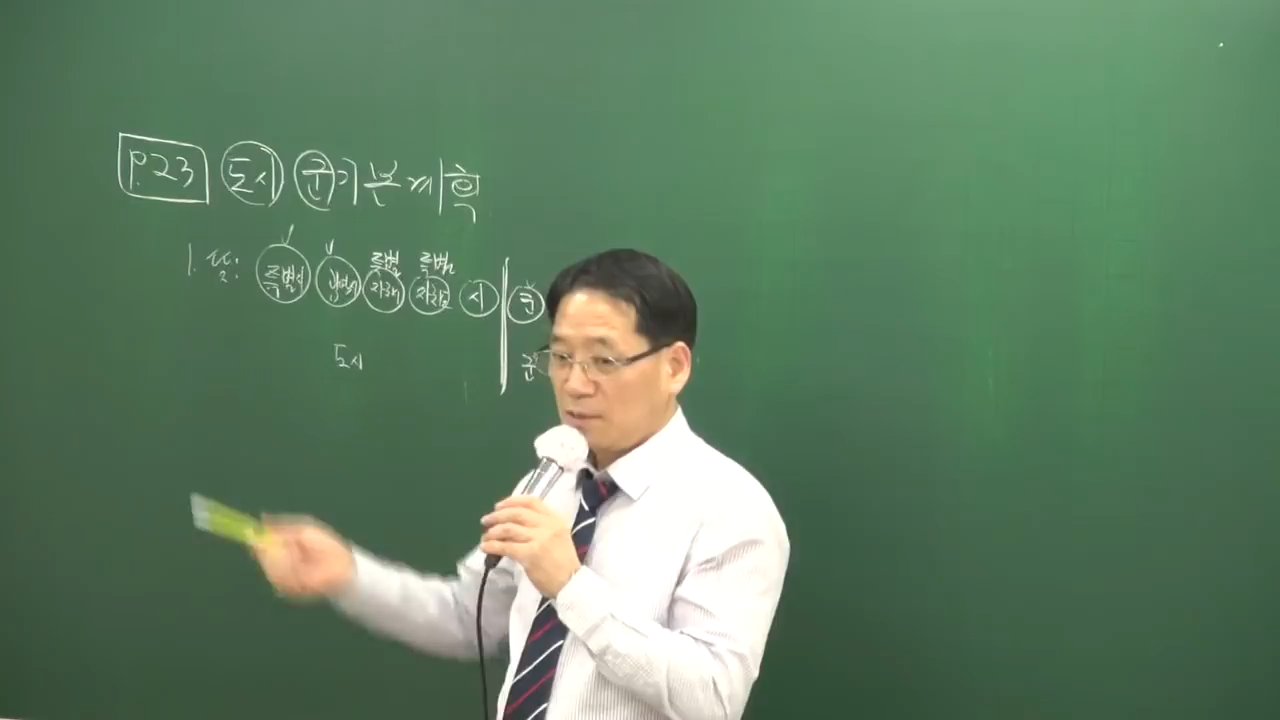 P.23 도시 군기본계획
1. 뜻:
특별 특별
특별시 광역시 자치시 자치도 시 군
도시 군